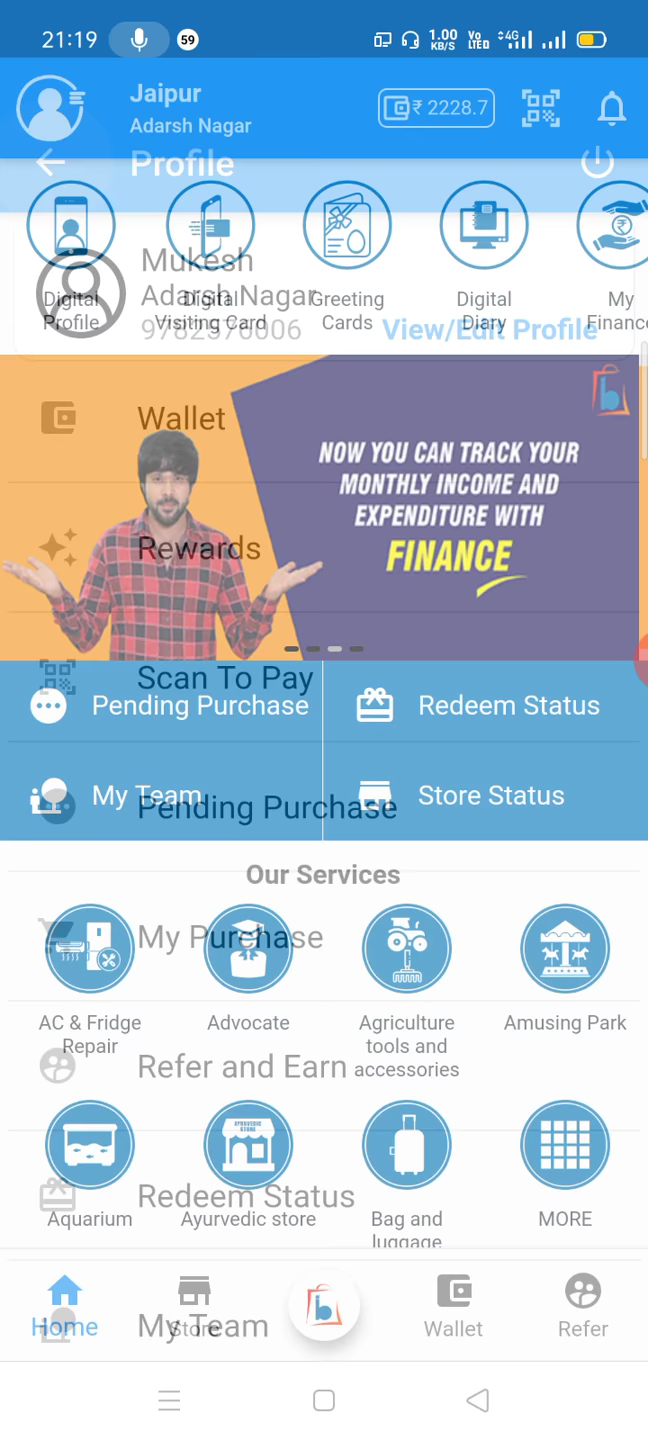 21:19
59
1.00
KB/S
Vo
LTED
4G
Jaipur
Adarsh Nagar
₹ 2228.7
Profile
Mukesh
Adarsh Nagar
View/Edit Profile
Digital
Profile
Digital
Visiting Card
Greeting
Cards
Digital
Diary
My
Finance
Wallet
Rewards
NOW YOU CAN TRACK YOUR
MONTHLY INCOME AND
EXPENDITURE WITH
FINANCE
Scan To Pay
Pending Purchase
Redeem Status
My Team
Store Status
Pending Purchase
Our Services
My Purchase
AC & Fridge
Repair
Advocate
Agriculture
tools and
accessories
Amusing Park
Refer and Earn
AYURVEDIC
STORE
Redeem Status
Aquarium
Ayurvedic store
Bag and
luggage
MORE
My Team
Home
Store
b
Wallet
Refer